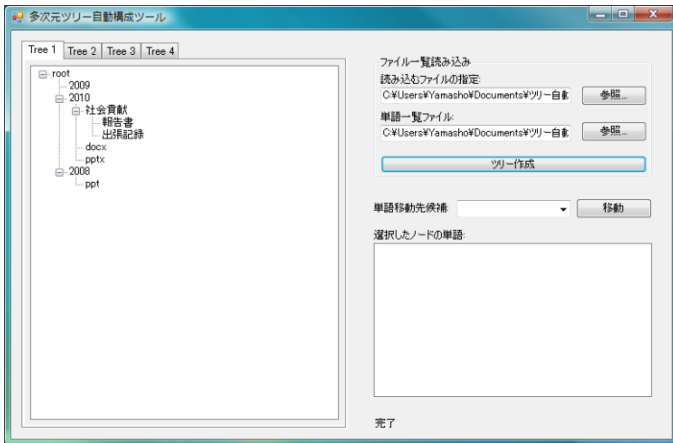 多次元ツリー自動構成ツール
Tree 1 Tree 2 Tree 3 Tree 4
root
2009
2010
社会貢献
報告書
出張記録
docx
pptx
2008
ppt
ファイル一覧読み込み
読み込むファイルの指定:
C:¥Users¥Yamasho¥Documents¥ツリー自動 参照...
単語一覧ファイル:
C:¥Users¥Yamasho¥Documents¥ツリー自動 参照...
ツリー作成
単語移動先候補: 移動
選択したノードの単語:
完了